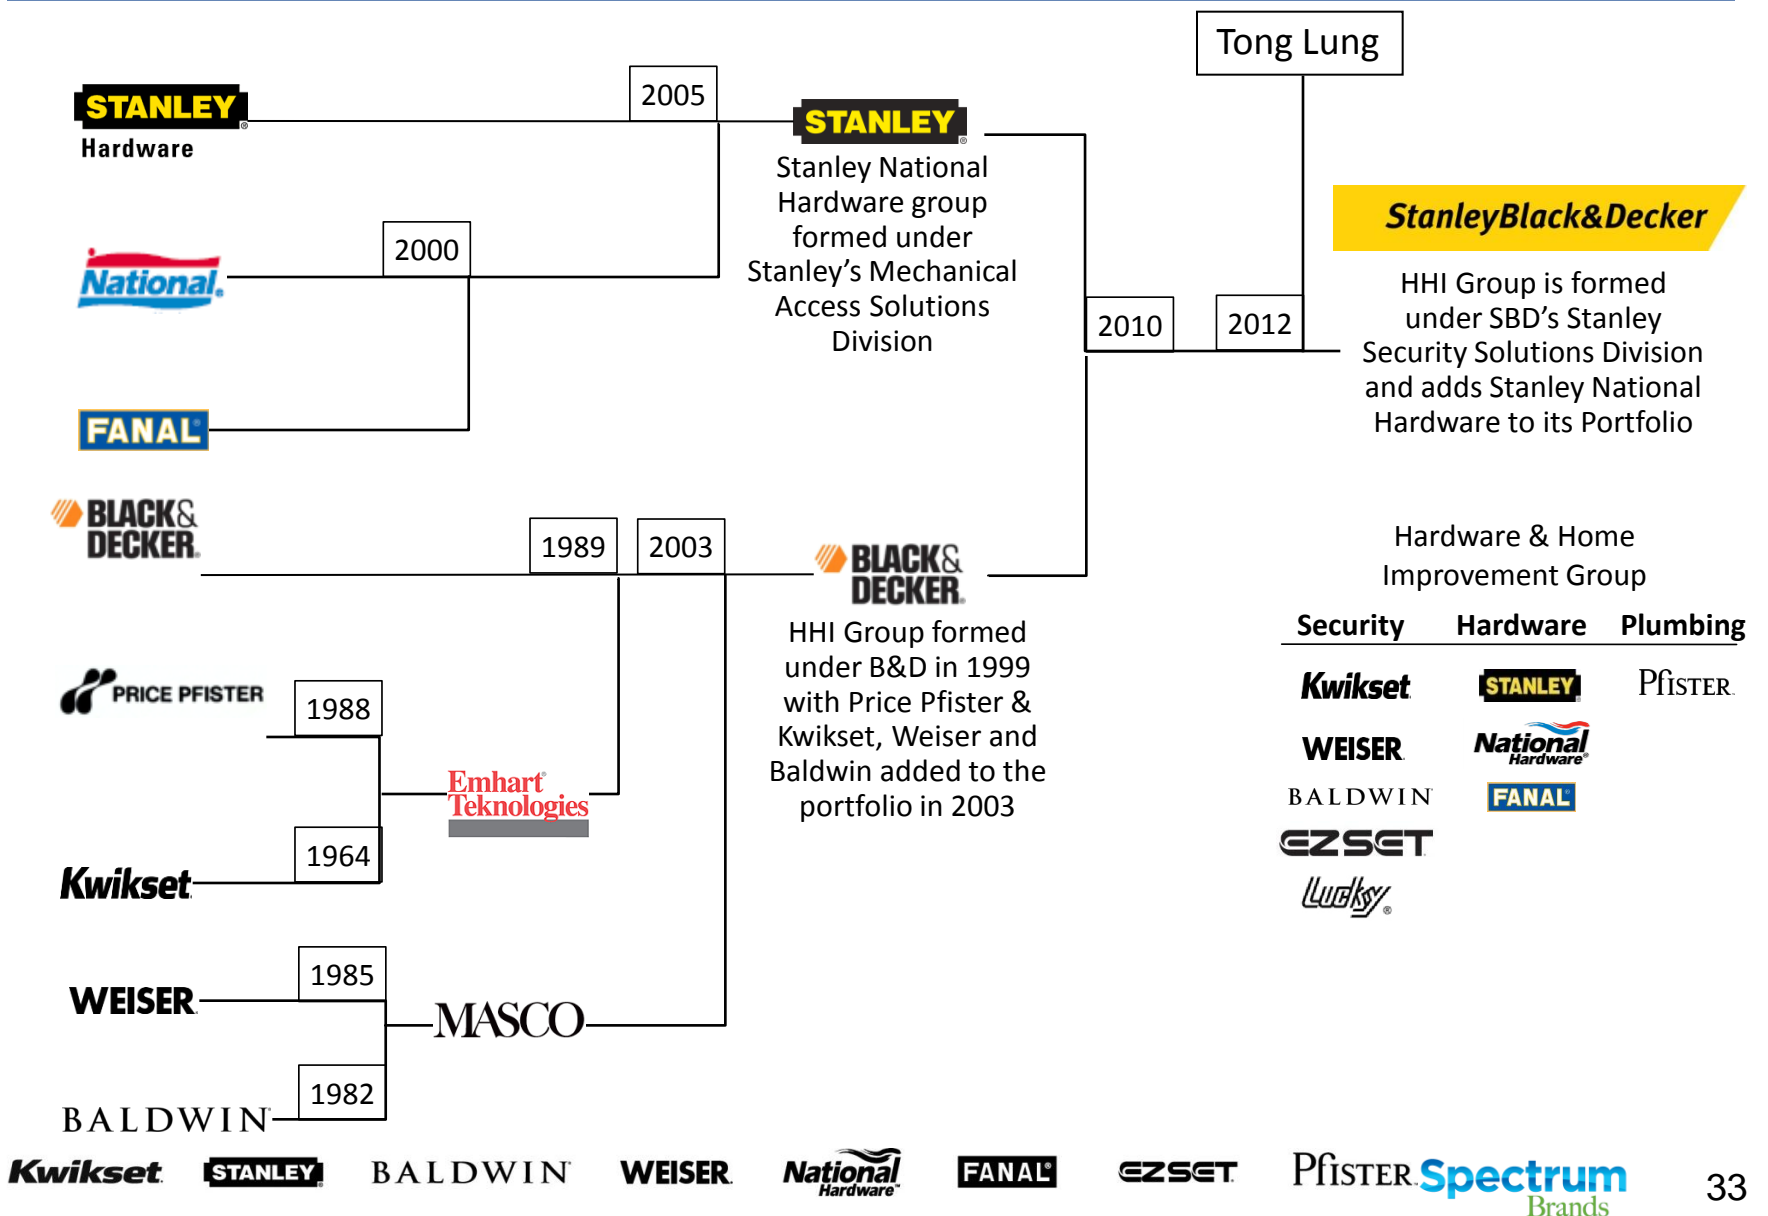 Tong Lung
STANLEY®
Hardware
2005
STANLEY®
Stanley National
Hardware group
formed under
Stanley's Mechanical
Access Solutions
Division
National®
2000
FANAL®
StanleyBlack&Decker
HHI Group is formed
under SBD's Stanley
Security Solutions Division
and adds Stanley National
Hardware to its Portfolio
2010
2012
BLACK&
DECKER®
1989
2003
BLACK&
DECKER®
HHI Group formed
under B&D in 1999
with Price Pfister &
Kwikset, Weiser and
Baldwin added to the
portfolio in 2003
PRICE PFISTER
1988
Emhart®
Teknologies
1964
Kwikset
WEISER
1985
MASCO
1982
BALDWIN
Hardware & Home
Improvement Group
Security Hardware Plumbing
Kwikset STANLEY Pfister
WEISER National Hardware®
BALDWIN FANAL®
EZSET
Lucky®
Kwikset STANLEY BALDWIN WEISER National Hardware™ FANAL® EZSET Pfister Spectrum Brands 33